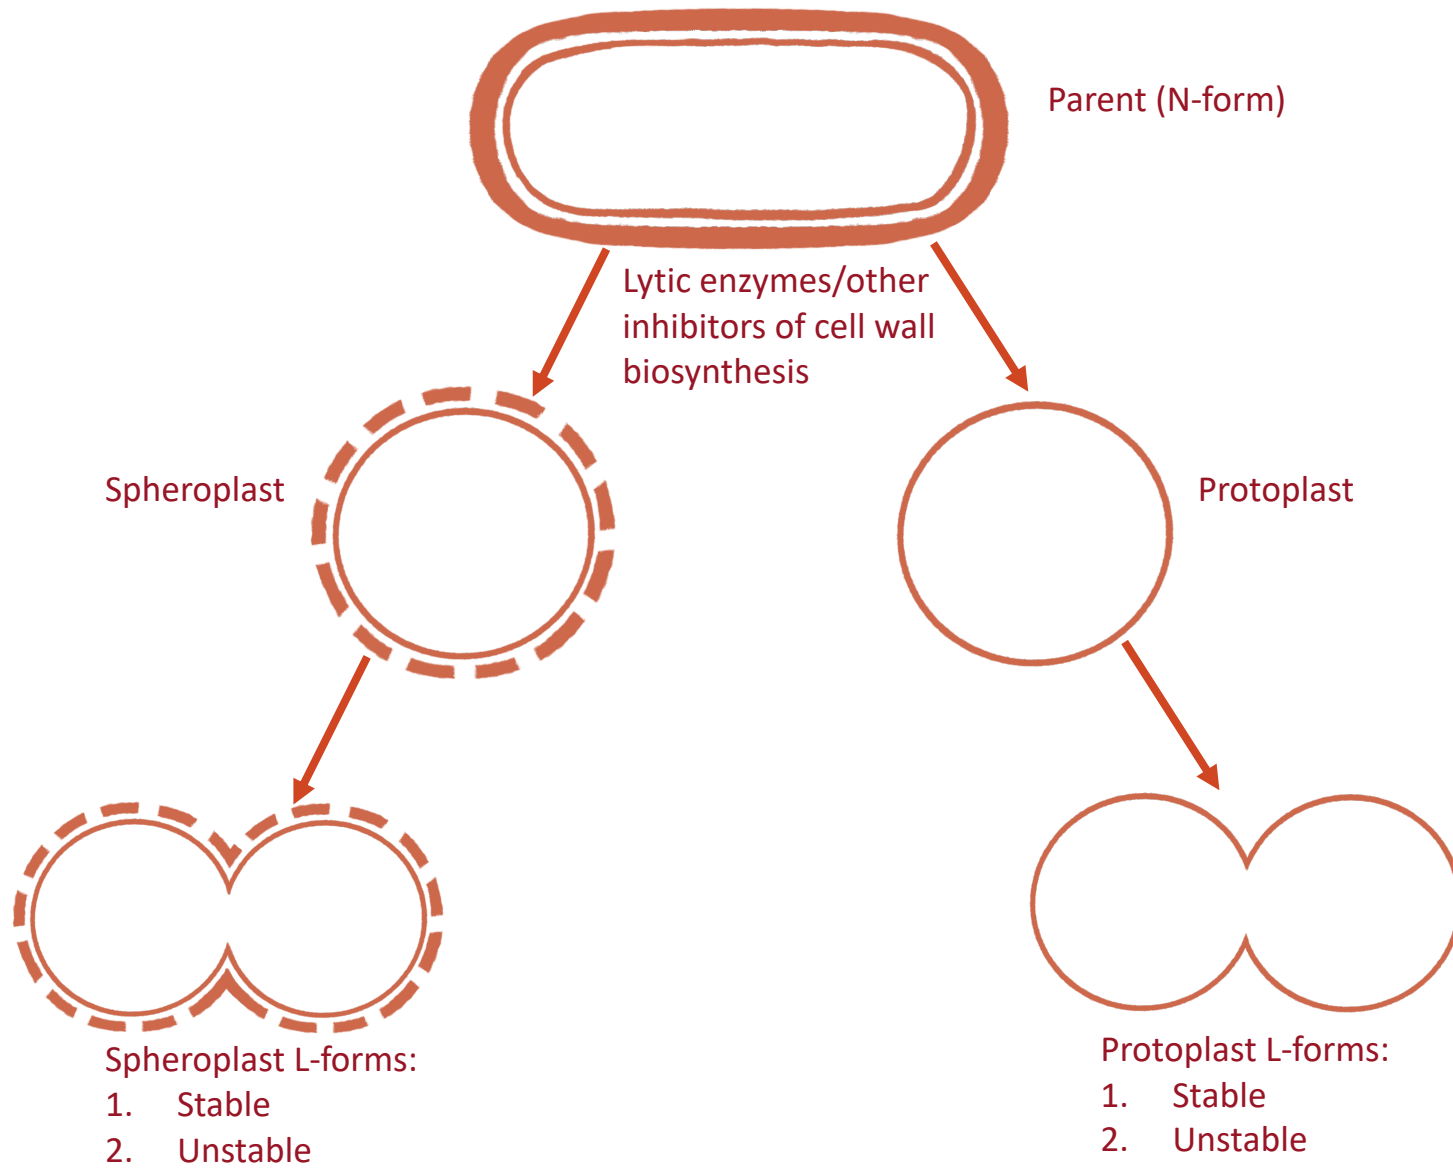 Parent (N-form)
Lytic enzymes/other
inhibitors of cell wall
biosynthesis
Spheroplast
Protoplast
Spheroplast L-forms:
1. Stable
2. Unstable
Protoplast L-forms:
1. Stable
2. Unstable